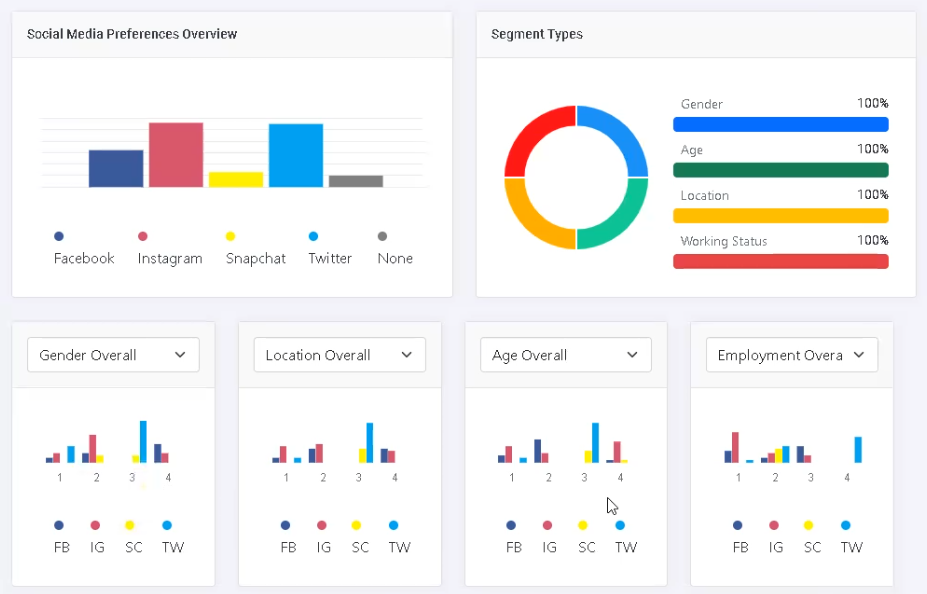 Social Media Preferences Overview
Facebook Instagram Snapchat Twitter None
Segment Types
Gender 100%
Age 100%
Location 100%
Working Status 100%
Gender Overall
1 2 3 4
FB IG SC TW
Location Overall
1 2 3 4
FB IG SC TW
Age Overall
1 2 3 4
FB IG SC TW
Employment Overa
1 2 3 4
FB IG SC TW